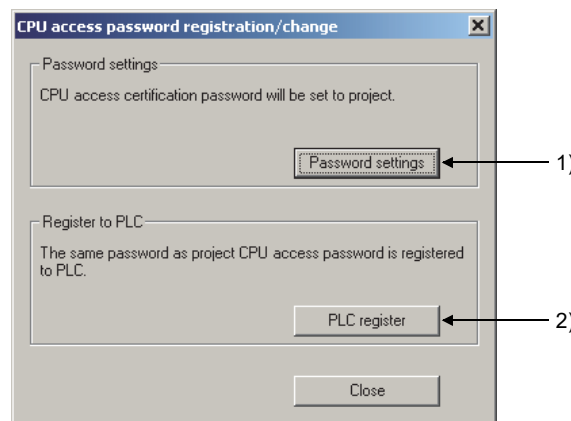 CPU access password registration/change
Password settings
CPU access certification password will be set to project.
Password settings
1)
Register to PLC
The same password as project CPU access password is registered
to PLC.
PLC register
2)
Close